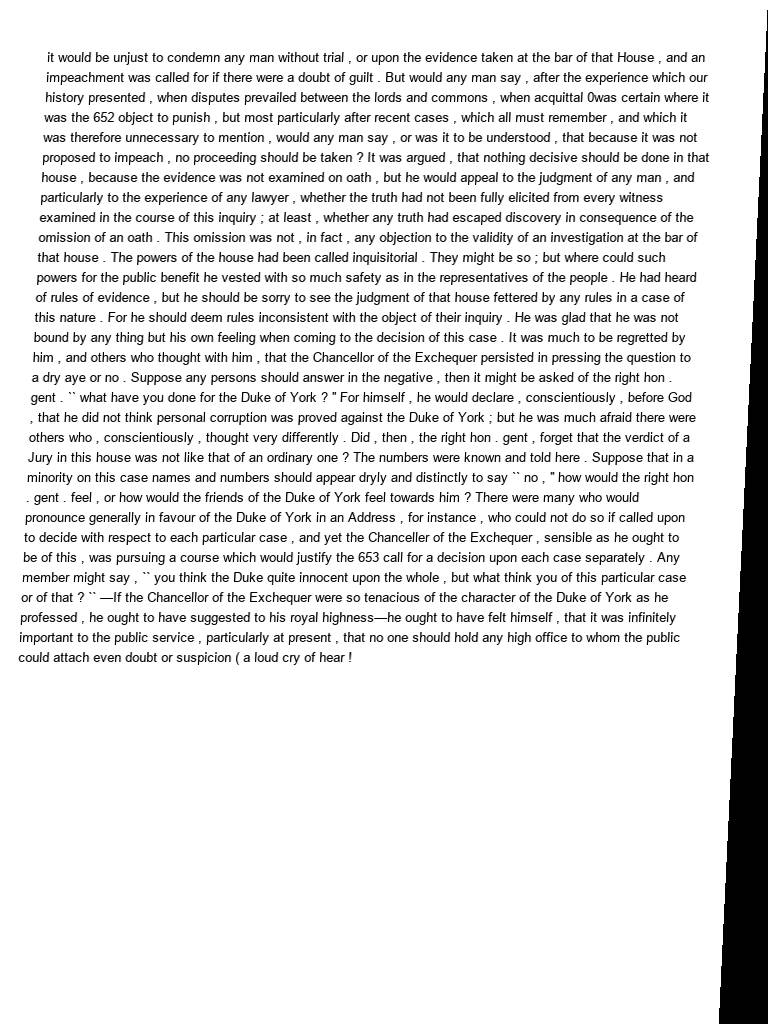 it would be unjust to condemn any man without trial , or upon the evidence taken at the bar of that House , and an
impeachment was called for if there were a doubt of guilt . But would any man say , after the experience which our
history presented , when disputes prevailed between the lords and commons , when acquittal 0was certain where it
was the 652 object to punish , but most particularly after recent cases , which all must remember , and which it
was therefore unnecessary to mention , would any man say , or was it to be understood , that because it was not
proposed to impeach , no proceeding should be taken ? It was argued , that nothing decisive should be done in that
house , because the evidence was not examined on oath , but he would appeal to the judgment of any man , and
particularly to the experience of any lawyer , whether the truth had not been fully elicited from every witness
examined in the course of this inquiry ; at least , whether any truth had escaped discovery in consequence of the
omission of an oath . This omission was not , in fact , any objection to the validity of an investigation at the bar of
that house . The powers of the house had been called inquisitorial . They might be so ; but where could such
powers for the public benefit he vested with so much safety as in the representatives of the people . He had heard
of rules of evidence , but he should be sorry to see the judgment of that house fettered by any rules in a case of
this nature . For he should deem rules inconsistent with the object of their inquiry . He was glad that he was not
bound by any thing but his own feeling when coming to the decision of this case . It was much to be regretted by
him , and others who thought with him , that the Chancellor of the Exchequer persisted in pressing the question to
a dry aye or no . Suppose any persons should answer in the negative , then it might be asked of the right hon .
gent . `` what have you done for the Duke of York ? " For himself , he would declare , conscientiously , before God
, that he did not think personal corruption was proved against the Duke of York ; but he was much afraid there were
others who , conscientiously , thought very differently . Did , then , the right hon . gent , forget that the verdict of a
Jury in this house was not like that of an ordinary one ? The numbers were known and told here . Suppose that in a
minority on this case names and numbers should appear dryly and distinctly to say `` no , " how would the right hon
. gent . feel , or how would the friends of the Duke of York feel towards him ? There were many who would
pronounce generally in favour of the Duke of York in an Address , for instance , who could not do so if called upon
to decide with respect to each particular case , and yet the Chanceller of the Exchequer , sensible as he ought to
be of this , was pursuing a course which would justify the 653 call for a decision upon each case separately . Any
member might say , `` you think the Duke quite innocent upon the whole , but what think you of this particular case
or of that ? `` —If the Chancellor of the Exchequer were so tenacious of the character of the Duke of York as he
professed , he ought to have suggested to his royal highness—he ought to have felt himself , that it was infinitely
important to the public service , particularly at present , that no one should hold any high office to whom the public
could attach even doubt or suspicion ( a loud cry of hear !